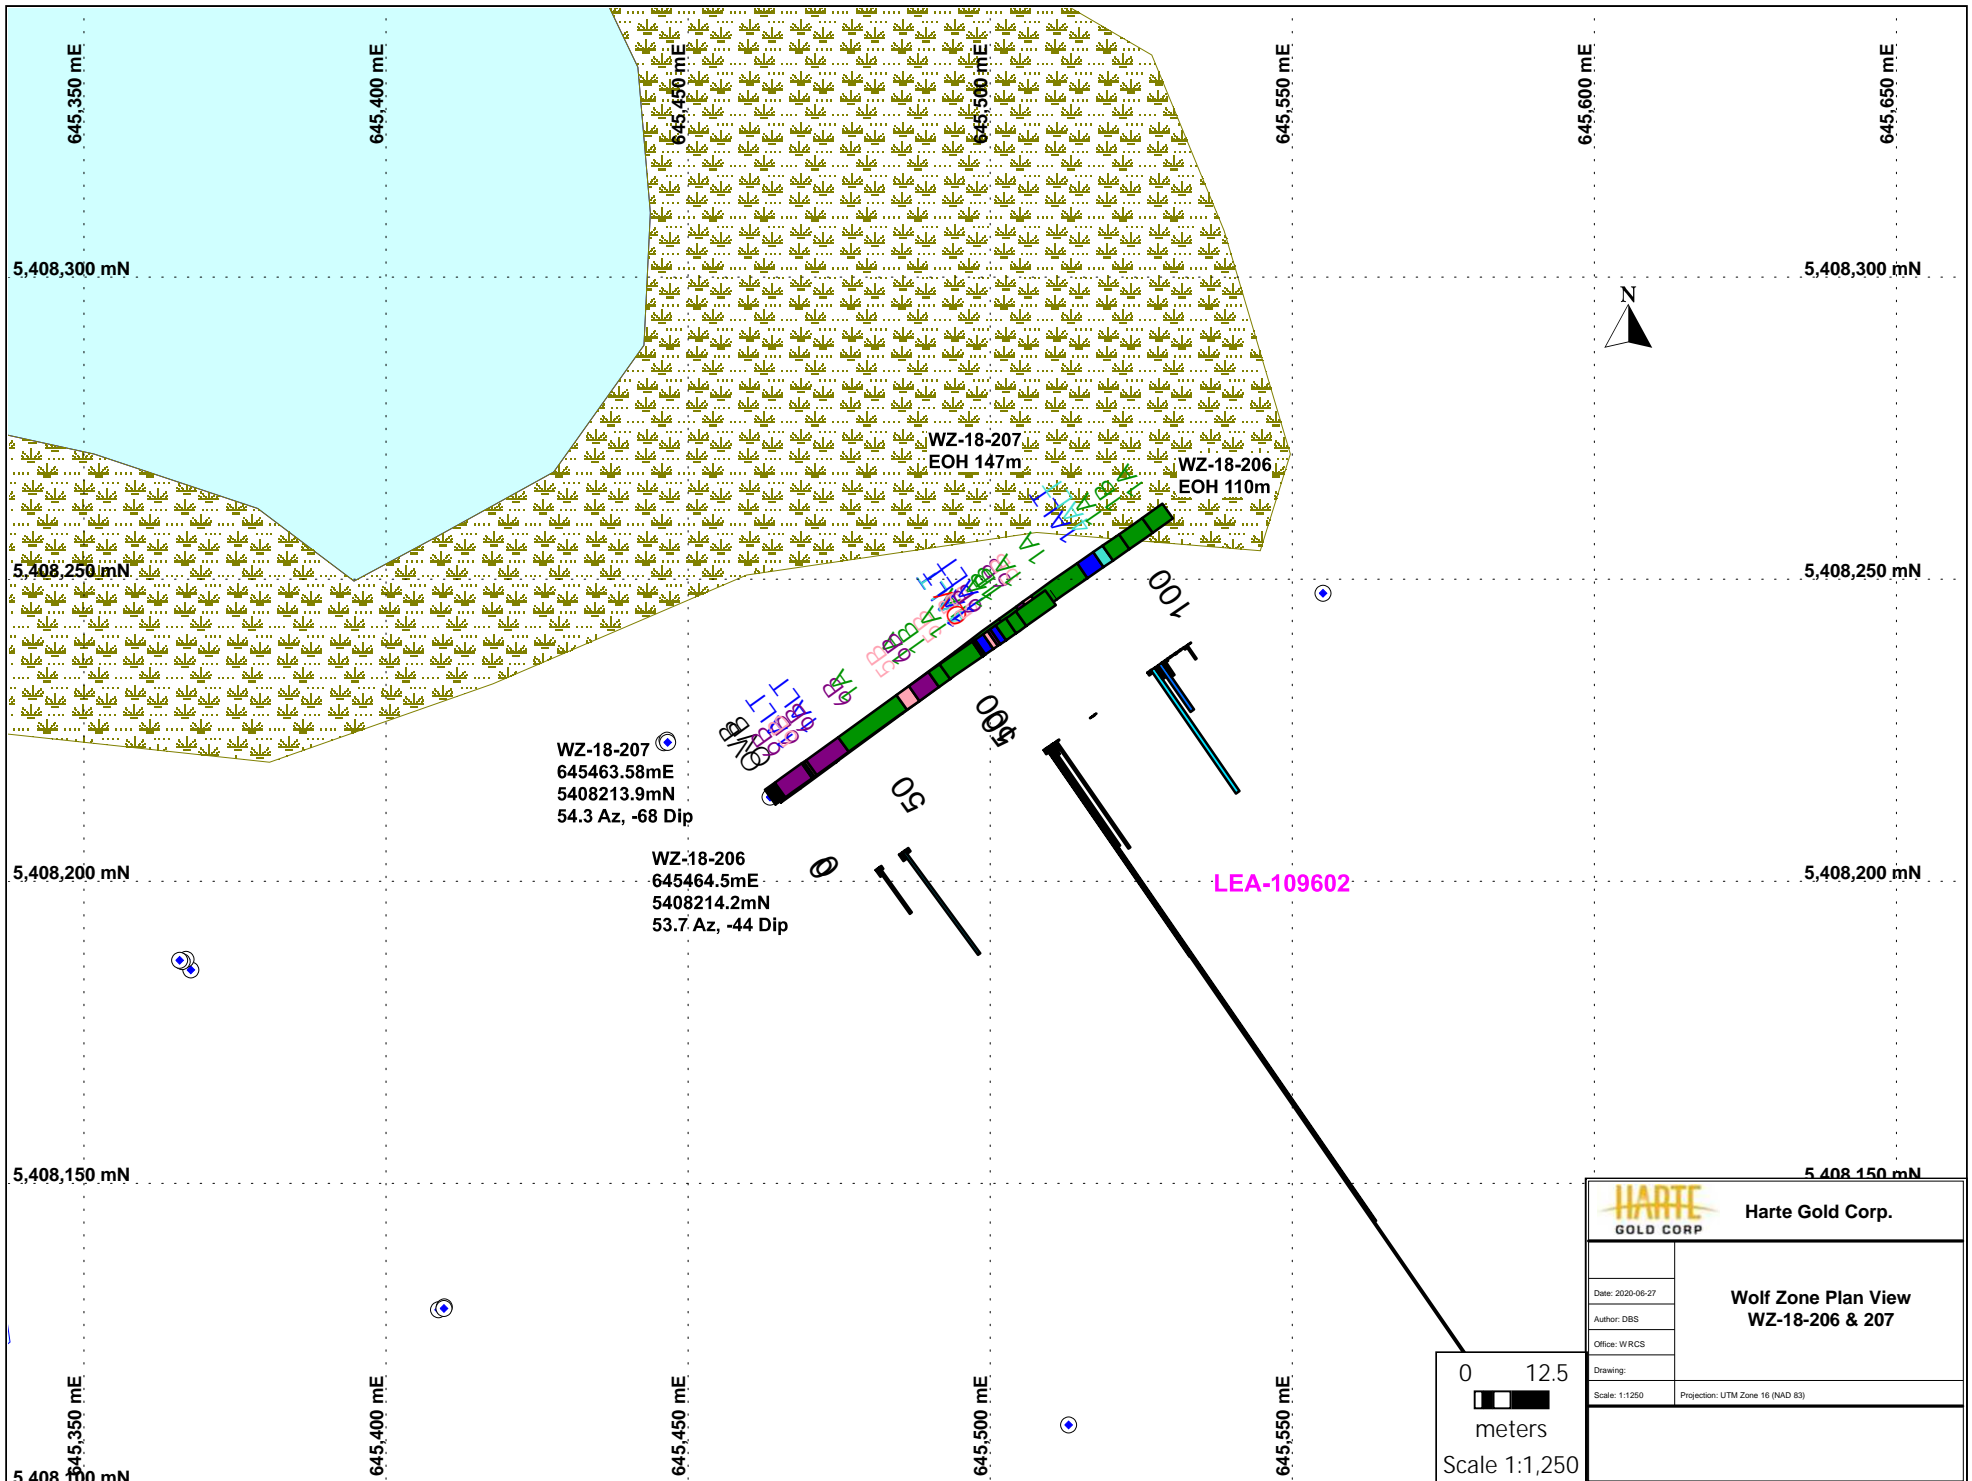 645,350 mE
645,400 mE
645,450 mE
645,500 mE
645,550 mE
645,600 mE
645,650 mE
5,408,300 mN
5,408,300 mN
N
WZ-18-207
EOH 147m
WZ-18-206
EOH 110m
5,408,250 mN
5,408,250 mN
100
WZ-18-207
645463.58mE
5408213.9mN
54.3 Az, -68 Dip
50
WZ-18-206
645464.5mE
5408214.2mN
53.7 Az, -44 Dip
0
5,408,200 mN
LEA-109602
5,408,200 mN
5,408,150 mN
5,408,150 mN
HARTE
GOLD CORP
Harte Gold Corp.
Date: 2020-06-27
Author: DBS
Office: WRCS
Drawing:
Scale: 1:1250
Wolf Zone Plan View
WZ-18-206 & 207
Projection: UTM Zone 16 (NAD 83)
0 12.5
meters
Scale 1:1,250
645,350 mE
645,400 mE
645,450 mE
645,500 mE
645,550 mE
5,408,100 mN